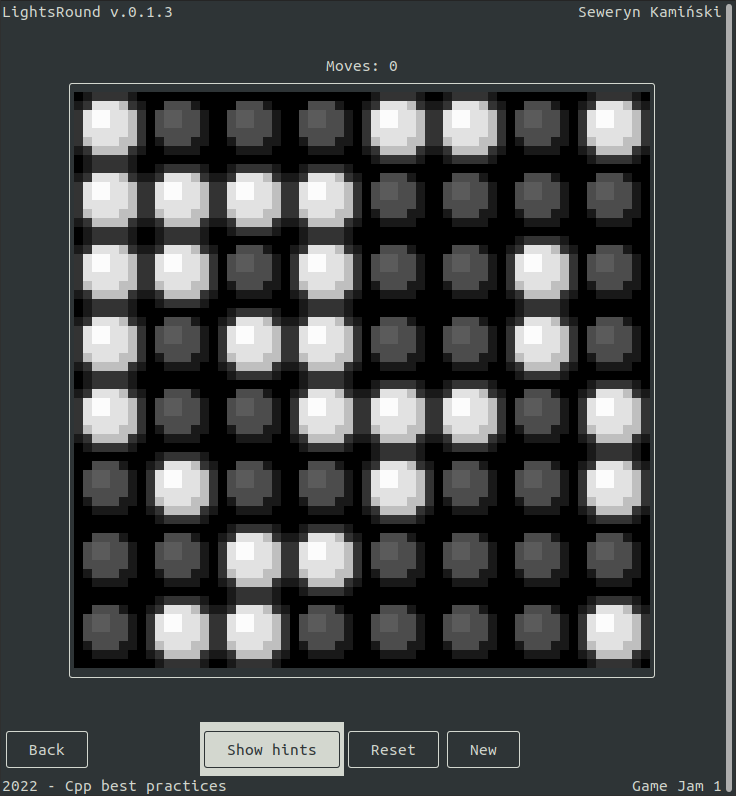 LightsRound v.0.1.3 Seweryn Kamiński
Moves: 0
Back Show hints Reset New
2022 - Cpp best practices Game Jam 1